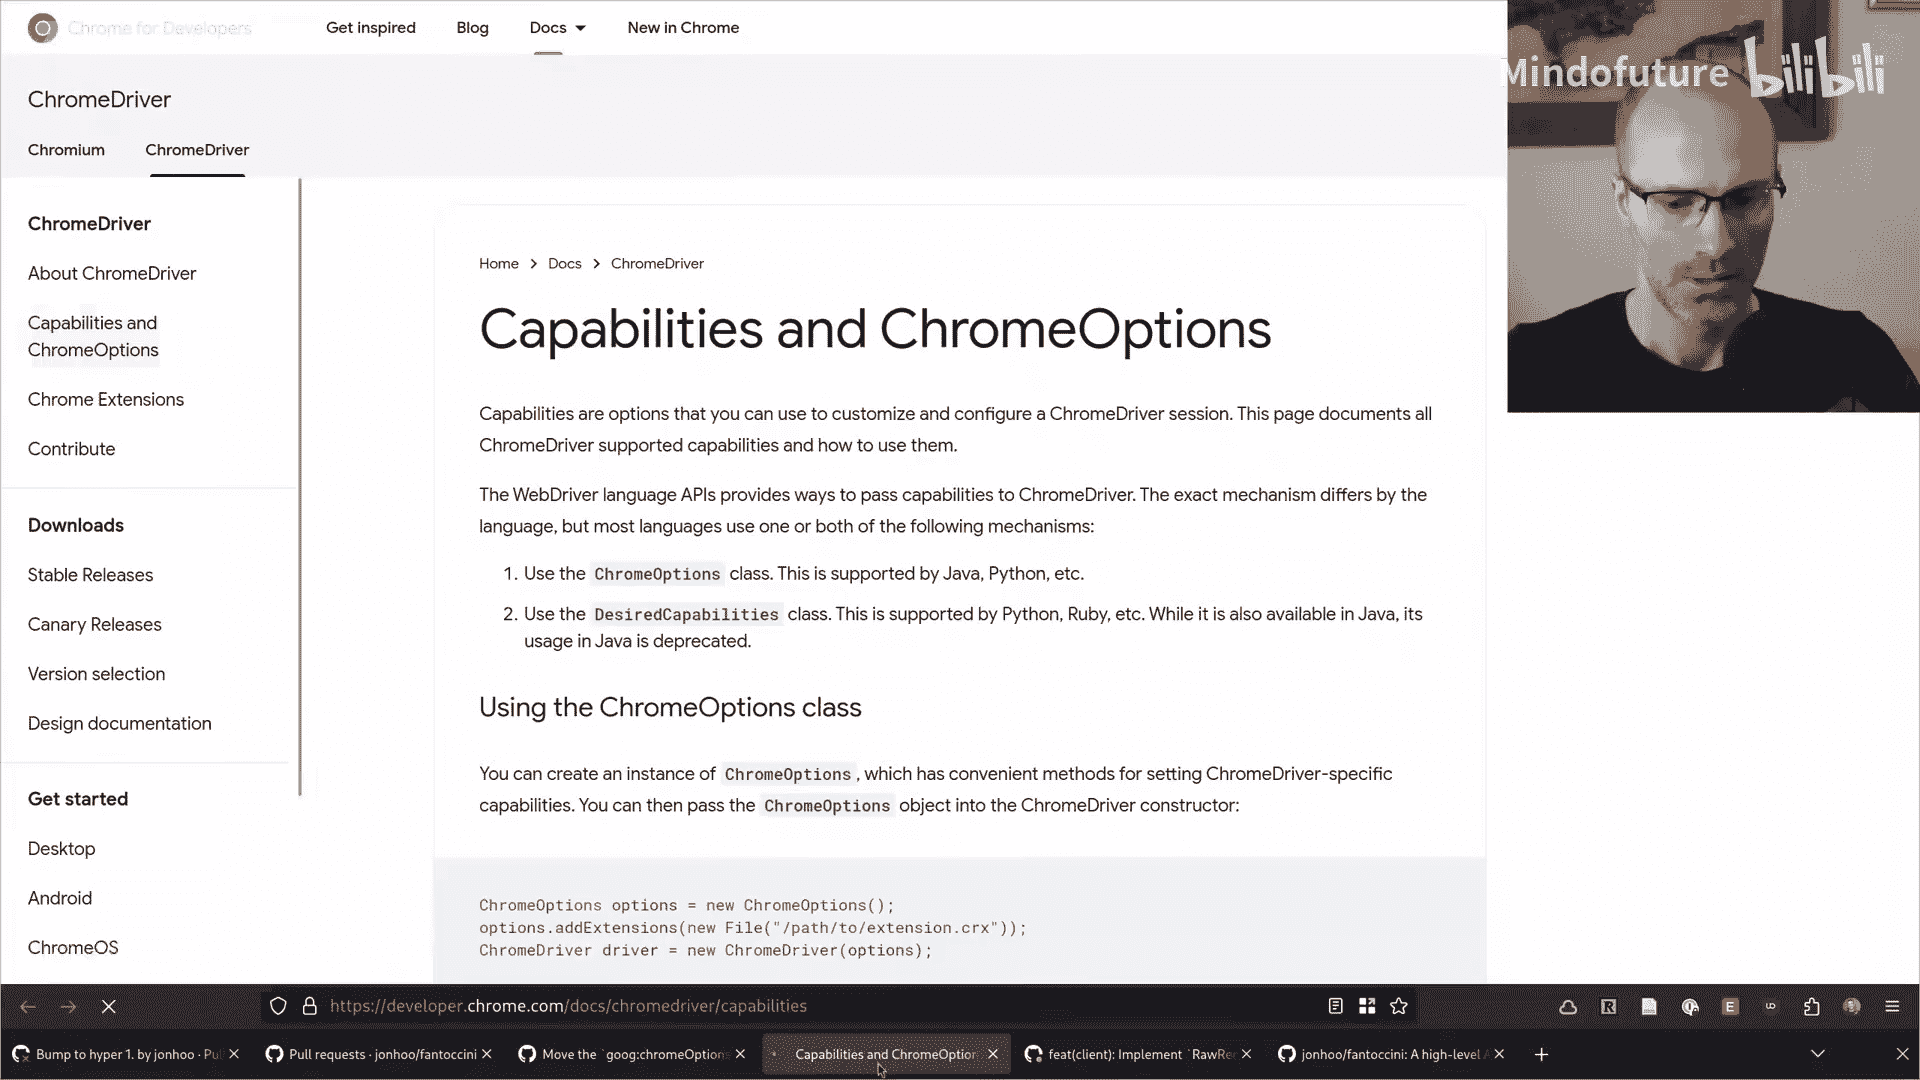 Chrome for Developers
Get inspired
Blog
Docs
New in Chrome
Mindofuture bilibili
ChromeDriver
Chromium
ChromeDriver
ChromeDriver
About ChromeDriver
Capabilities and
ChromeOptions
Chrome Extensions
Contribute
Downloads
Stable Releases
Canary Releases
Version selection
Design documentation
Get started
Desktop
Android
ChromeOS
Home > Docs > ChromeDriver
Capabilities and ChromeOptions
Capabilities are options that you can use to customize and configure a ChromeDriver session. This page documents all
ChromeDriver supported capabilities and how to use them.
The WebDriver language APIs provides ways to pass capabilities to ChromeDriver. The exact mechanism differs by the
language, but most languages use one or both of the following mechanisms:
1. Use the ChromeOptions class. This is supported by Java, Python, etc.
2. Use the DesiredCapabilities class. This is supported by Python, Ruby, etc. While it is also available in Java, its
usage in Java is deprecated.
Using the ChromeOptions class
You can create an instance of ChromeOptions, which has convenient methods for setting ChromeDriver-specific
capabilities. You can then pass the ChromeOptions object into the ChromeDriver constructor:
ChromeOptions options = new ChromeOptions();
options.addExtensions(new File("/path/to/extension.crx"));
ChromeDriver driver = new ChromeDriver(options);
https://developer.chrome.com/docs/chromedriver/capabilities
Bump to hyper 1. by jonhoo · Pu
Pull requests · jonhoo/fantoccini
Move the `goog:chromeOption
Capabilities and ChromeOption
feat(client): Implement `RawRe
jonhoo/fantoccini: A high-level A